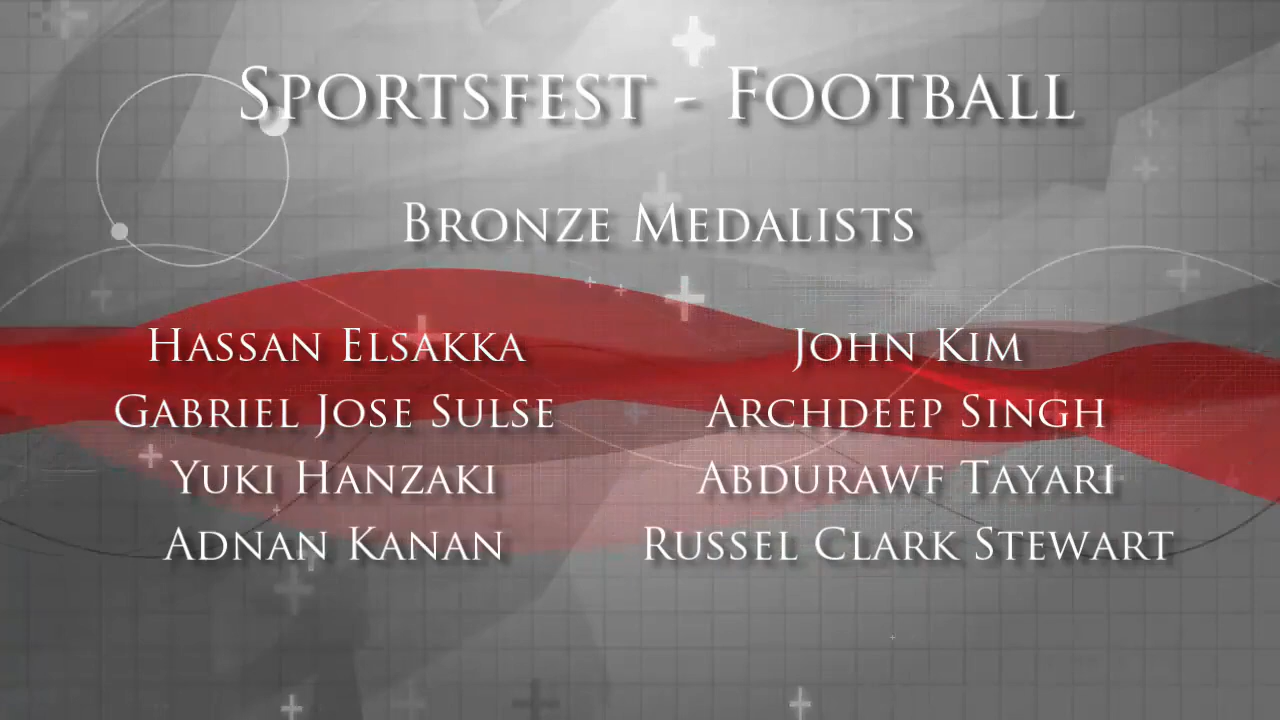 Sportsfest - Football
Bronze Medalists
Hassan Elsakka
Gabriel Jose Sulse
Yuki Hanzaki
Adnan Kanan
John Kim
Archdeep Singh
Abdurawf Tayari
Russel Clark Stewart